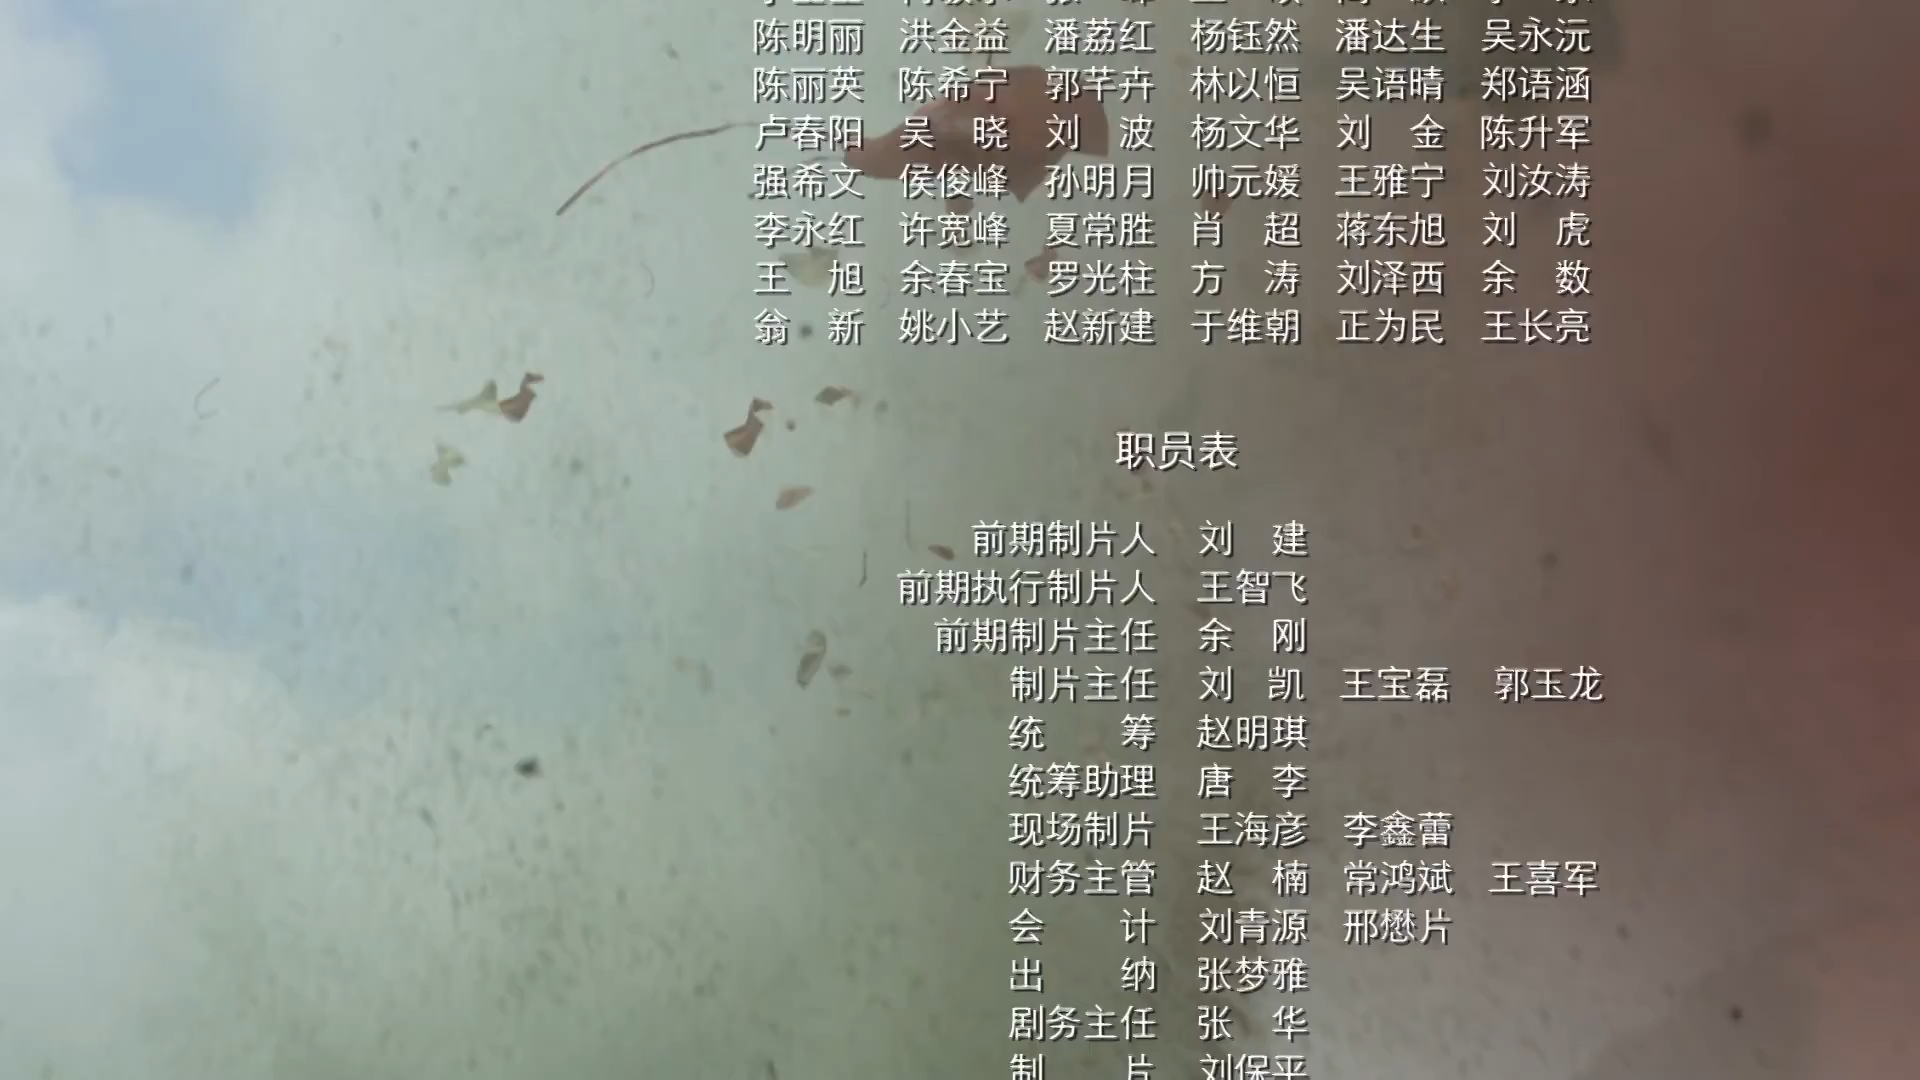 陈明丽 洪金益 潘荔红 杨钰然 潘达生 吴永沅
陈丽英 陈希宁 郭芊卉 林以恒 吴语晴 郑语涵
卢春阳 吴 晓 刘 波 杨文华 刘 金 陈升军
强希文 侯俊峰 孙明月 帅元媛 王雅宁 刘汝涛
李永红 许宽峰 夏常胜 肖 超 蒋东旭 刘 虎
王 旭 余春宝 罗光柱 方 涛 刘泽西 余 数
翁 新 姚小艺 赵新建 于维朝 正为民 王长亮
职员表
前期制片人 刘 建
前期执行制片人 王智飞
前期制片主任 余 刚
制片主任 刘 凯 王宝磊 郭玉龙
统 筹 赵明琪
统筹助理 唐 李
现场制片 王海彦 李鑫蕾
财务主管 赵 楠 常鸿斌 王喜军
会 计 刘青源 邢懋片
出 纳 张梦雅
剧务主任 张 华
制 片 刘保平